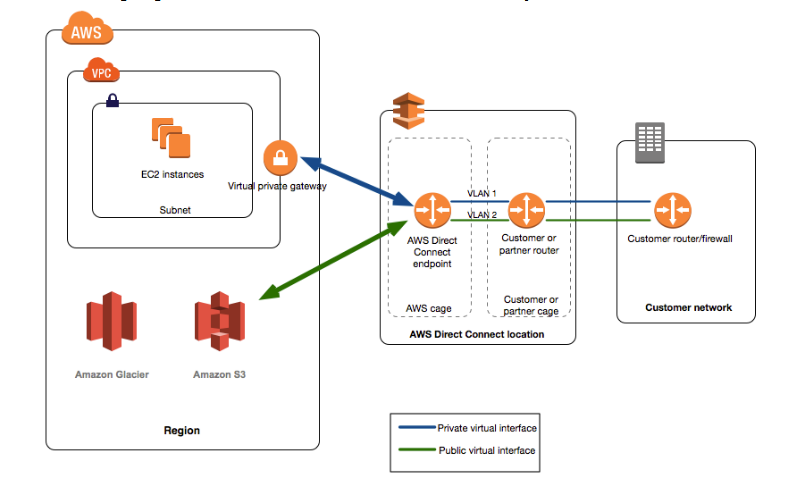 AWS
VPC
EC2 instances
Virtual private gateway
Subnet
Amazon Glacier
Amazon S3
Region
VLAN 1
VLAN 2
AWS Direct
Connect
endpoint
Customer or
partner router
AWS cage
Customer or
partner cage
AWS Direct Connect location
Customer router/firewall
Customer network
Private virtual interface
Public virtual interface